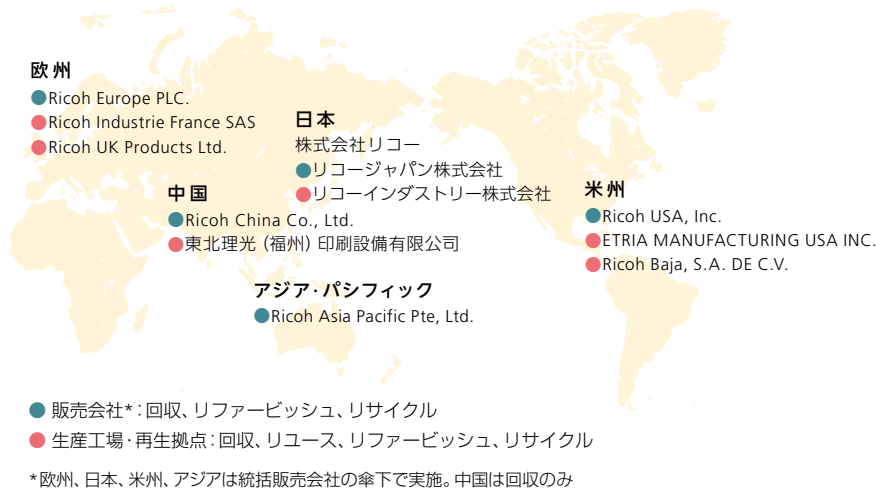 欧州
●Ricoh Europe PLC.
●Ricoh Industrie France SAS
●Ricoh UK Products Ltd.
日本
株式会社リコー
●リコージャパン株式会社
●リコーインダストリー株式会社
中国
●Ricoh China Co., Ltd.
●東北理光（福州）印刷設備有限公司
米州
●Ricoh USA, Inc.
●ETRIA MANUFACTURING USA INC.
●Ricoh Baja, S.A. DE C.V.
アジア・パシフィック
●Ricoh Asia Pacific Pte, Ltd.
● 販売会社*：回収、リファービッシュ、リサイクル
● 生産工場・再生拠点：回収、リユース、リファービッシュ、リサイクル
*欧州、日本、米州、アジアは統括販売会社の傘下で実施。中国は回収のみ